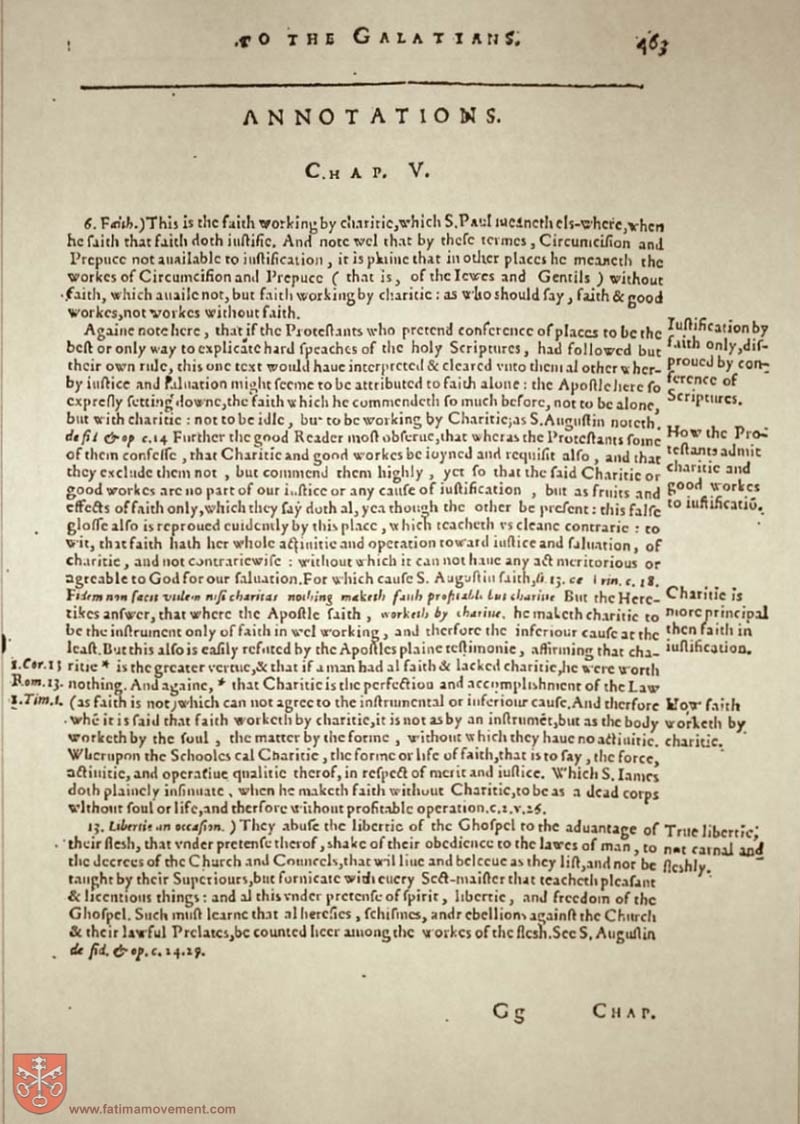 TO THE GALATIANS.
463
ANNOTATIONS.
CHAP. V.
6. Faith.) This is the faith working by charitie, which S. Paul meaneth els-where, when
he ſaith that faith doth iuſtifie. And note wel that by theſe termes, Circumciſion and
Prepuce not auailable to iuſtification, it is plaine that in other places he meaneth the
workes of Circumciſion and Prepuce (that is, of the Iewes and Gentils) without
faith, which auaile not, but faith working by charitie: as who ſhould ſay, faith & good
workes, not workes without faith.
Againe note here, that if the Proteſtants who pretend conference of places to be the
beſt or only way to explicate hard ſpeaches of the holy Scriptures, had followed but
their own rule, this one text would haue interpreted & cleared vnto them al other wher-
by iuſtice and ſaluation might ſeeme to be attributed to faith alone: the Apoſtle here ſo
expreſly ſetting downe, the faith which he commendeth ſo much before, not to be alone,
but with charitie: not to be idle, but to be working by Charitie; as S. Auguſtin noteth.
de fid & op c. 14 Further the good Reader moſt obſerue, that wheras the Proteſtants ſome
of them confeſſe, that Charitie and good workes be ioyned and requiſit alſo, and that
they exclude them not, but commend them highly, yet ſo that the ſaid Charitie or
good workes are no part of our iuſtice or any cauſe of iuſtification, but as fruits and
effects of faith only, which they ſay doth al, yea though the other be preſent: this falſe
gloſſe alſo is reproued euidently by this place, which teacheth vs cleane contrarie: to
wit, that faith hath her whole actiuitie and operation toward iuſtice and ſaluation, of
charitie, and not contrariewiſe: without which it can not haue any act meritorious or
agreable to God for our ſaluation. For which cauſe S. Auguſtin ſaith, li. 15. de Trin. c. 18.
Fidem non facit vtilem niſi charitas nothing maketh faith profitable but charitie But the Here-
tikes anſwer, that where the Apoſtle ſaith, worketh by charitie, he maketh charitie to
be the inſtrument only of faith in wel working, and therfore the inferiour cauſe at the
leaſt. But this alſo is eaſily refuted by the Apoſtles plaine teſtimonie, affirming that cha-
ritie * is the greater vertue, & that if a man had al faith & lacked charitie, he were worth
nothing. And againe, * that Charitie is the perfection and accompliſhment of the Law
(as faith is not) which can not agree to the inſtrumental or inferiour cauſe. And therfore
whē it is ſaid that faith worketh by charitie, it is not as by an inſtrumēt, but as the body
worketh by the ſoul, the matter by the forme, without which they haue no actiuitie.
Wherupon the Schooles cal Charitie, the forme or life of faith, that is to ſay, the force,
actiuitie, and operatiue qualitie therof, in reſpect of merit and iuſtice. Which S. Iames
doth plainely inſinuate, when he maketh faith without Charitie, to be as a dead corps
without ſoul or life, and therfore without profitable operation. c. 2. v. 26.
13. Libertie an occaſion.) They abuſe the libertie of the Ghoſpel to the aduantage of
their fleſh, that vnder pretenſe therof, ſhake of their obedience to the lawes of man, to
the decrees of the Church and Councels, that wil liue and beleeue as they liſt, and not be
taught by their Superiours, but fornicate with euery Sect-maiſter that teacheth pleaſant
& licentious things: and al this vnder pretenſe of ſpirit, libertie, and freedom of the
Ghoſpel. Such muſt learne that al hereſies, ſchiſmes, and rebellions againſt the Church
& their lawful Prelates, be counted heer among the workes of the fleſh. See S. Auguſtin
de fid. & op. c. 24. 25.
Iuſtification by
faith only, diſ-
proued by con-
ference of
Scriptures.
How the Pro-
teſtants admit
charitie and
good workes
to iuſtificatiō.
Charitie is
more principal
then faith in
iuſtification.
1. Cor. 13
Rom. 13.
1. Tim. 1.
How faith
worketh by
charitie.
True libertie,
not carnal and
fleſhly.
Gg
CHAP.
www.fatimamovement.com